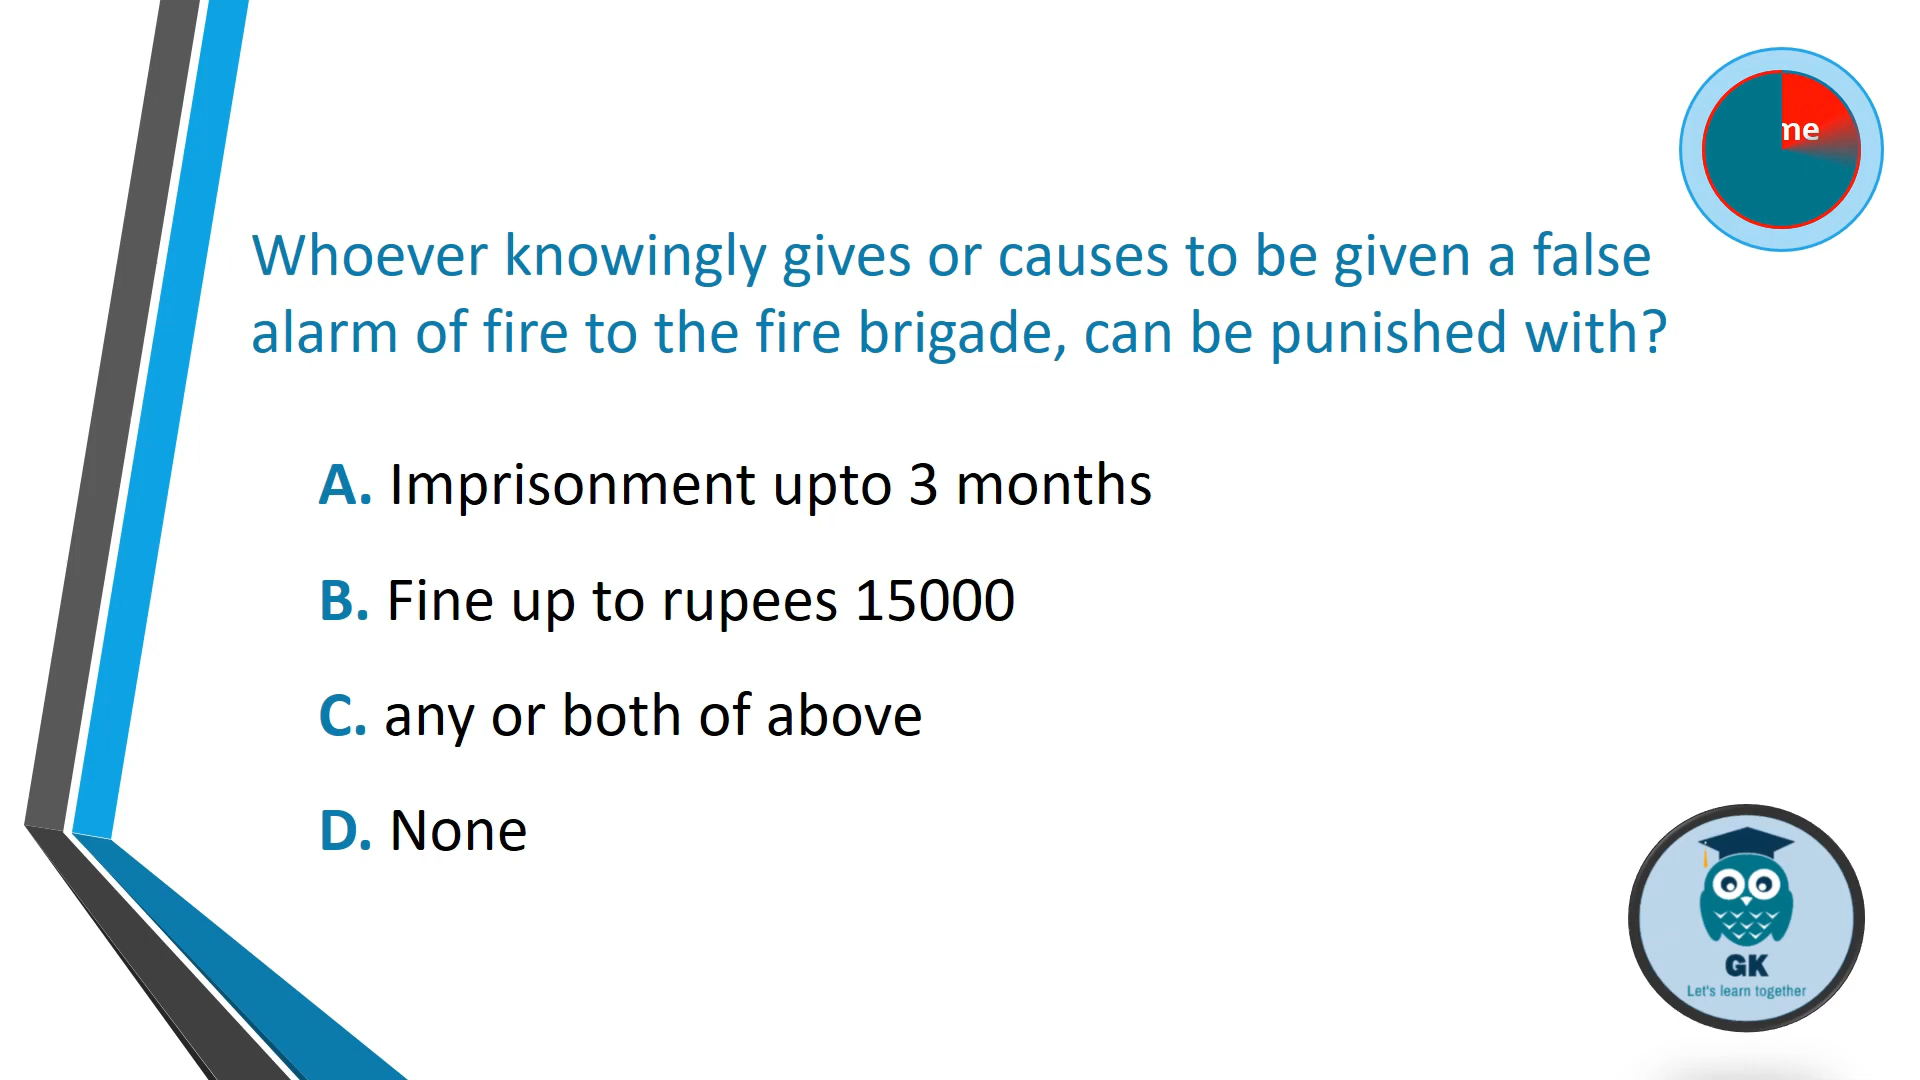 me
Whoever knowingly gives or causes to be given a false
alarm of fire to the fire brigade, can be punished with?
A. Imprisonment upto 3 months
B. Fine up to rupees 15000
C. any or both of above
D. None
GK
Let's learn together